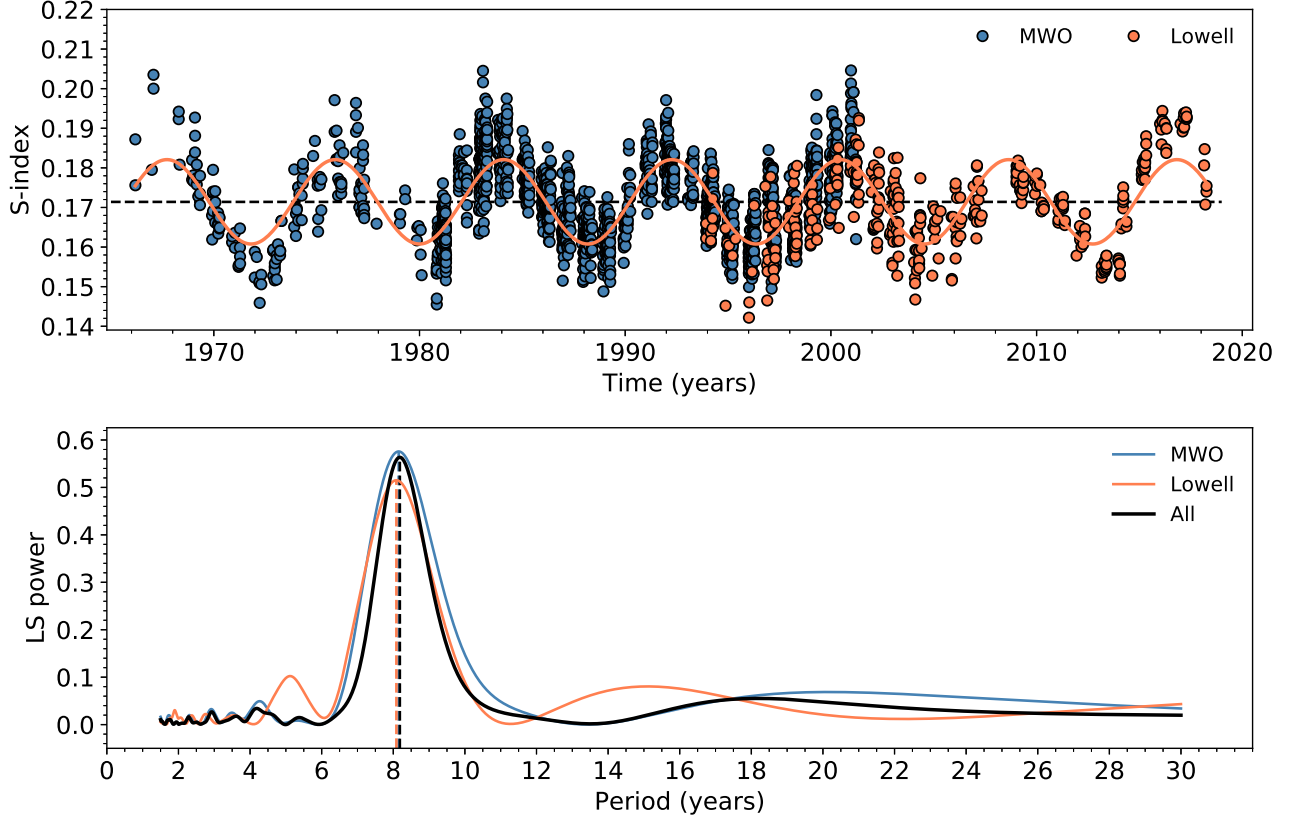 0.22
0.21
0.20
0.19
0.18
0.17
0.16
0.15
0.14
S-index
MWO Lowell
1970 1980 1990 2000 2010 2020
Time (years)
0.6
0.5
0.4
0.3
0.2
0.1
0.0
LS power
MWO
Lowell
All
0 2 4 6 8 10 12 14 16 18 20 22 24 26 28 30
Period (years)